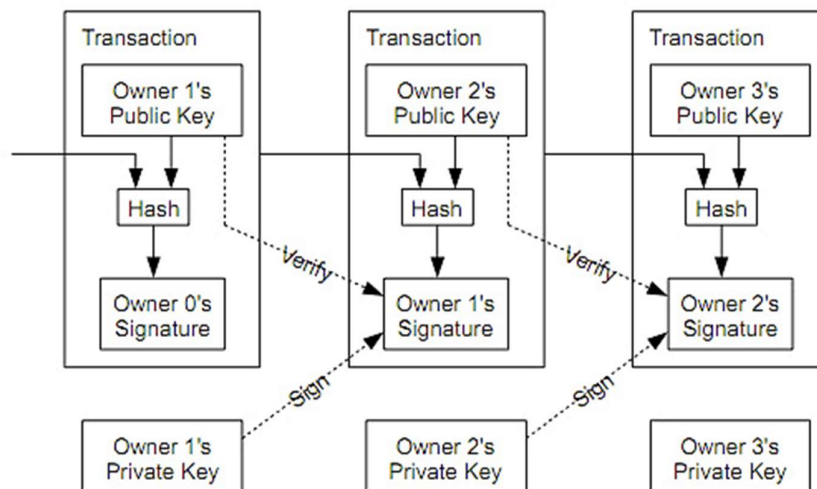 Transaction
Owner 1's
Public Key
Hash
Verify
Owner 0's
Signature
Transaction
Owner 2's
Public Key
Hash
Verify
Owner 1's
Signature
Sign
Transaction
Owner 3's
Public Key
Hash
Owner 2's
Signature
Sign
Owner 1's
Private Key
Owner 2's
Private Key
Owner 3's
Private Key